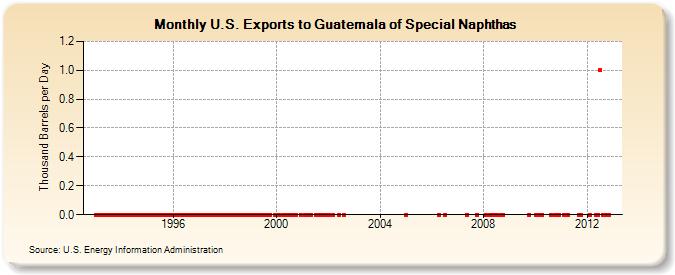 Monthly U.S. Exports to Guatemala of Special Naphthas
Thousand Barrels per Day
1.2
1.0
0.8
0.6
0.4
0.2
0.0
1996 2000 2004 2008 2012
Source: U.S. Energy Information Administration